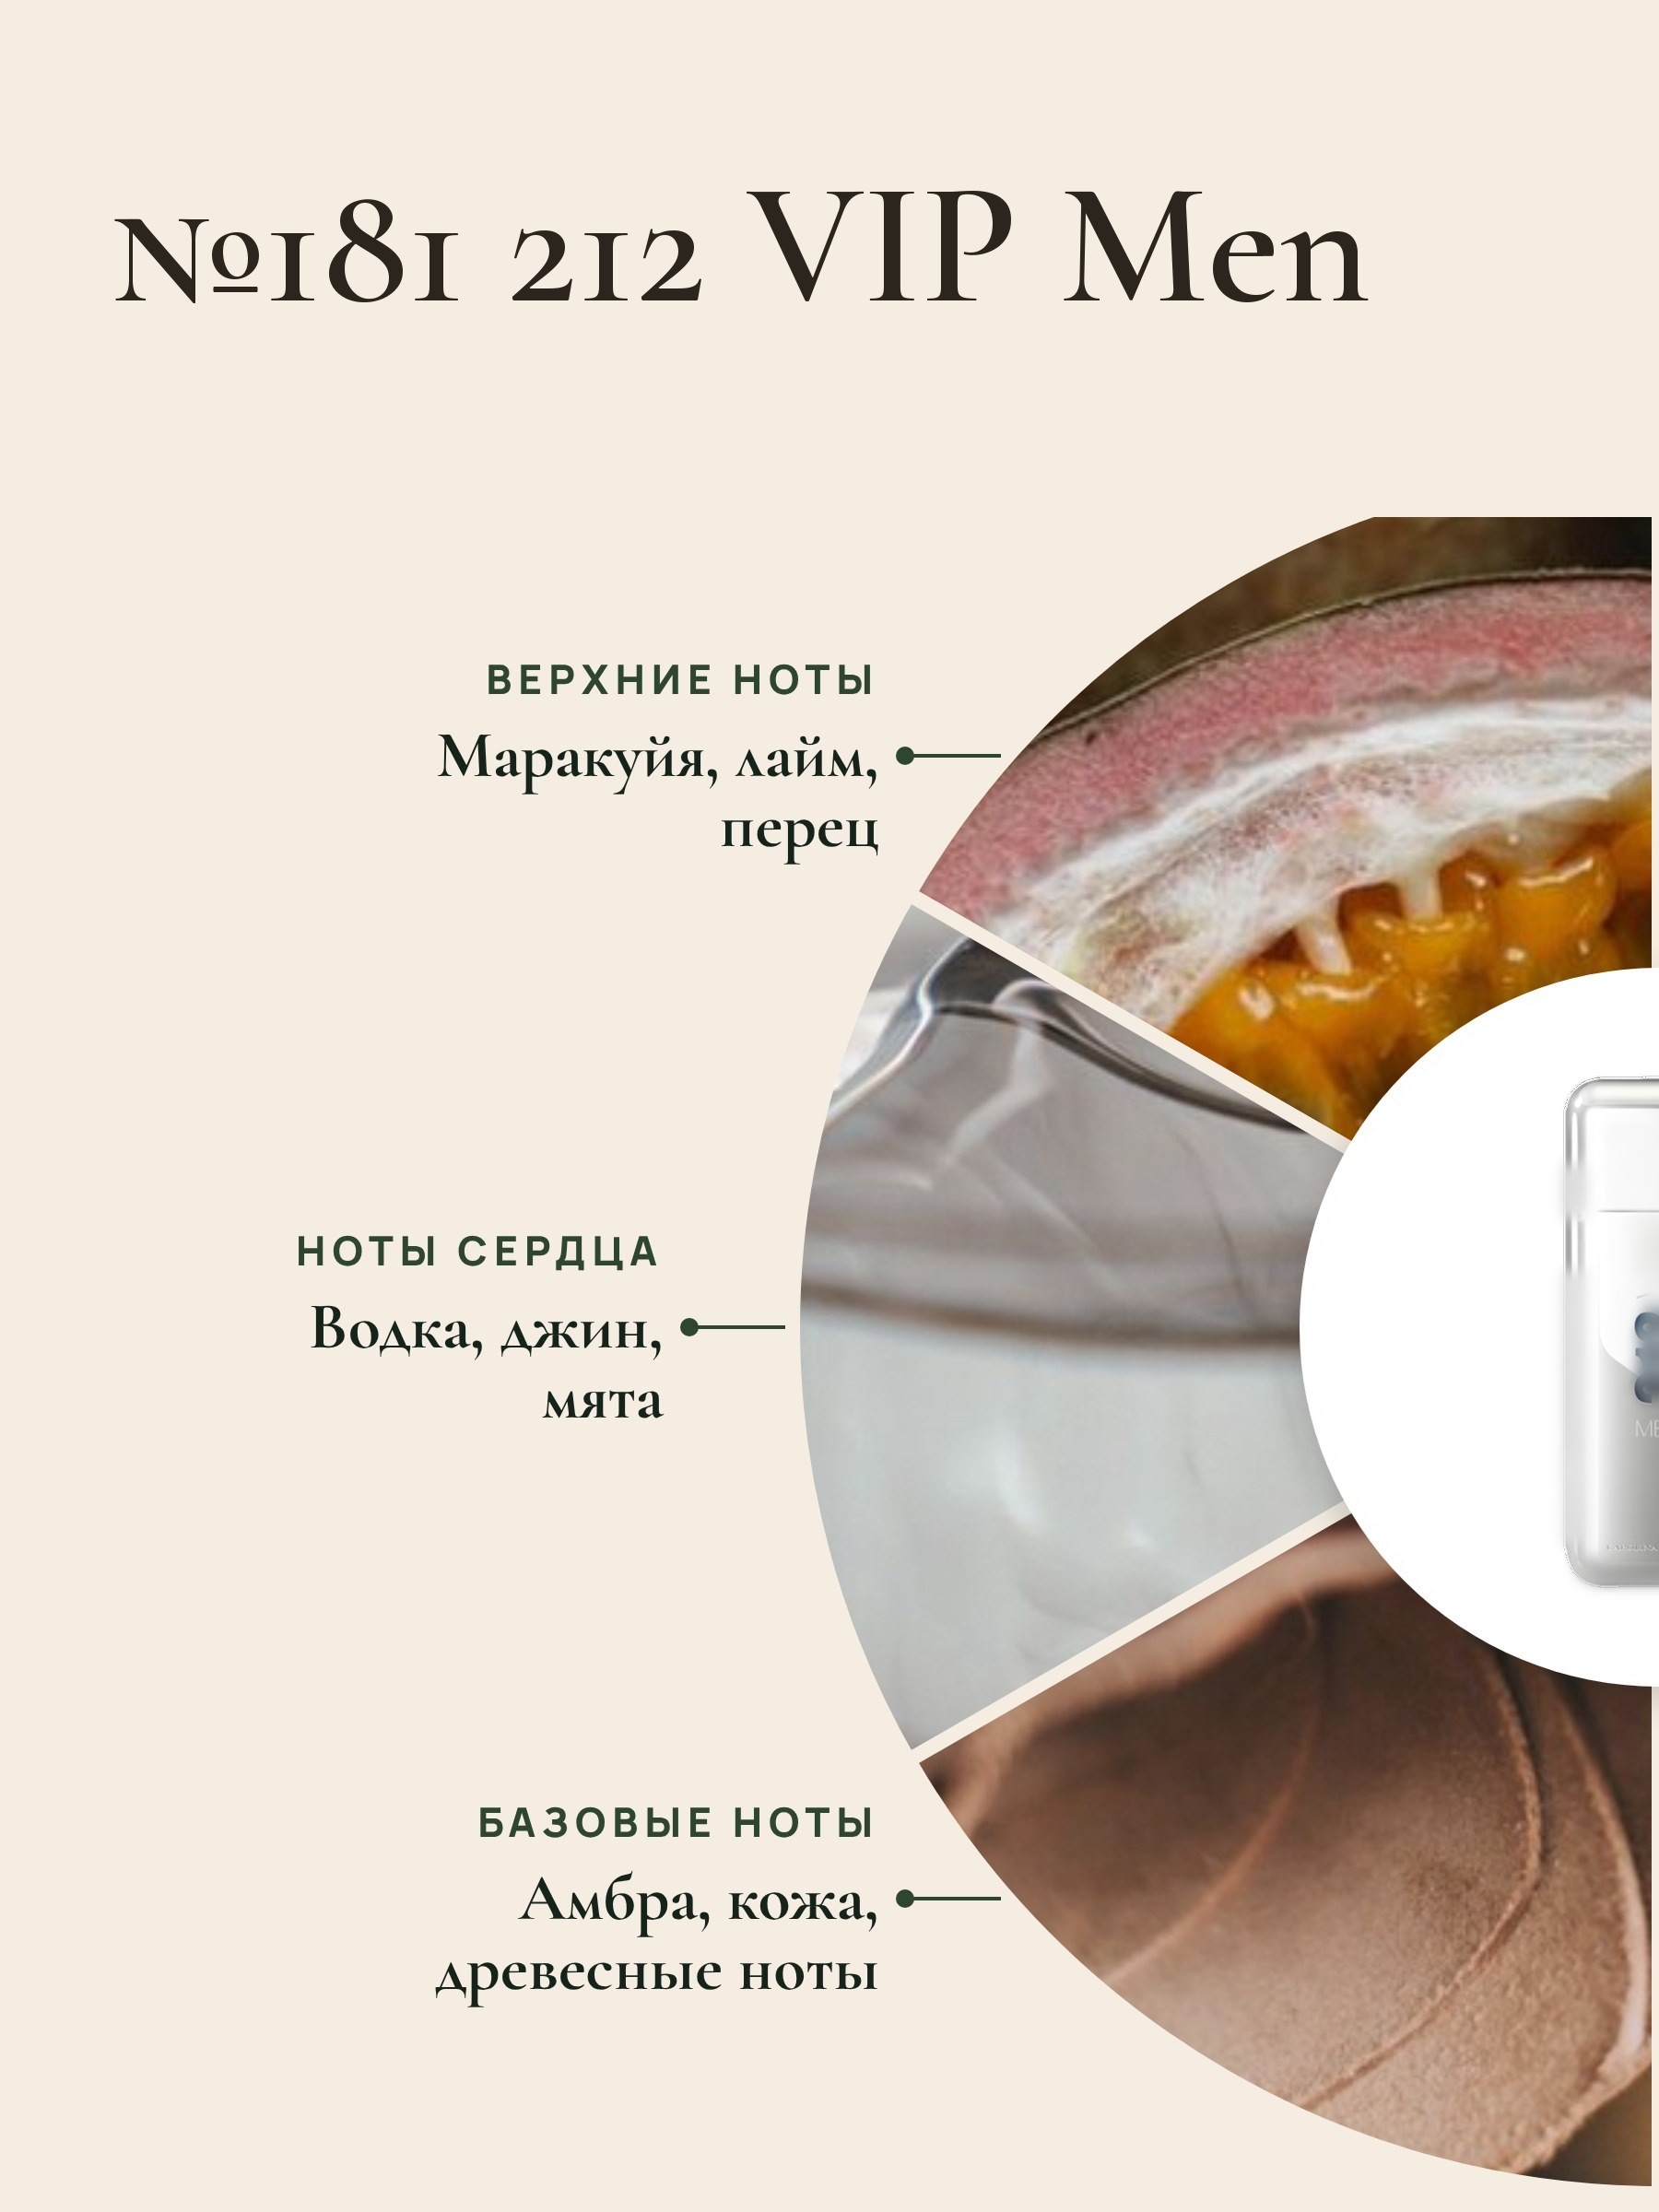 №181 212 VIP Men
ВЕРХНИЕ НОТЫ
Маракуйя, лайм,
перец
НОТЫ СЕРДЦА
Водка, джин,
мята
БАЗОВЫЕ НОТЫ
Амбра, кожа,
древесные ноты